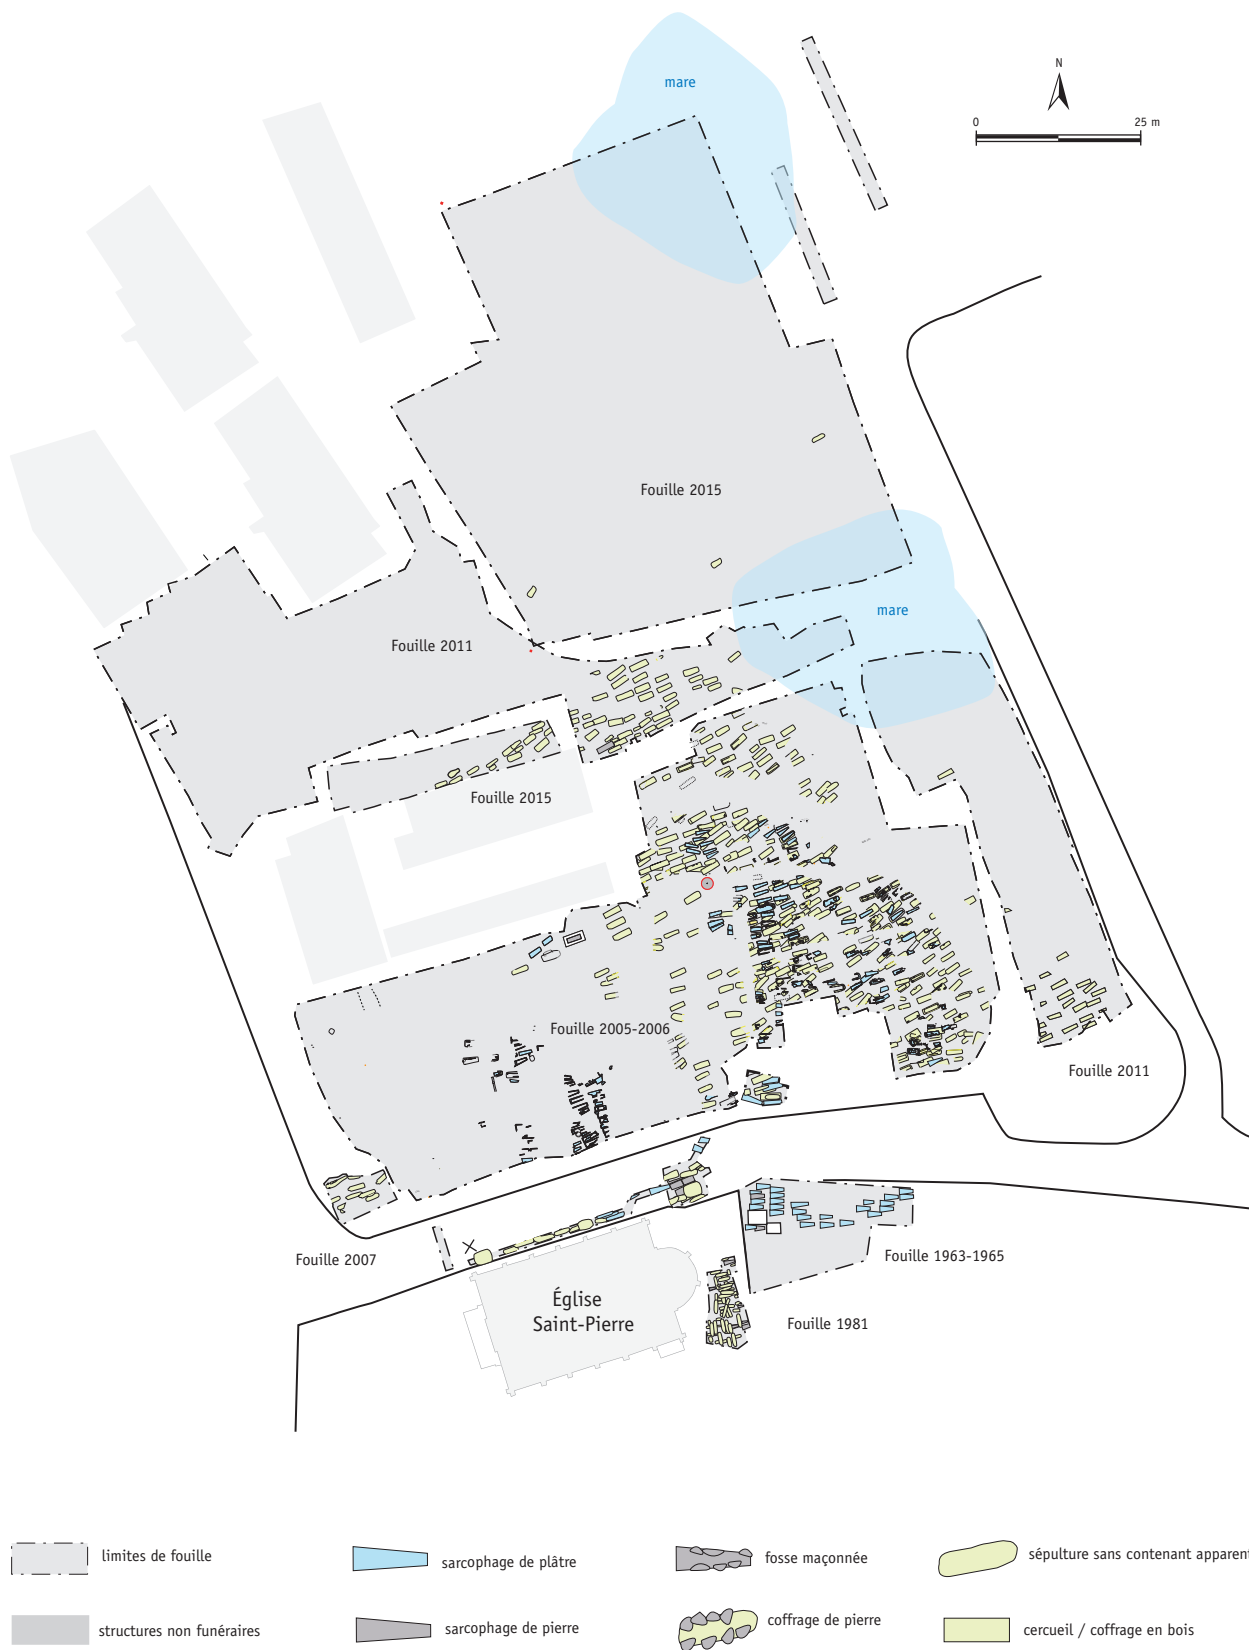 mare
N
0
25 m
Fouille 2015
mare
Fouille 2011
Fouille 2015
Fouille 2005-2006
Fouille 2011
Fouille 2007
Fouille 1963-1965
Église
Saint-Pierre
Fouille 1981
limites de fouille
sarcophage de plâtre
fosse maçonnée
sépulture sans contenant apparent
structures non funéraires
sarcophage de pierre
coffrage de pierre
cercueil / coffrage en bois